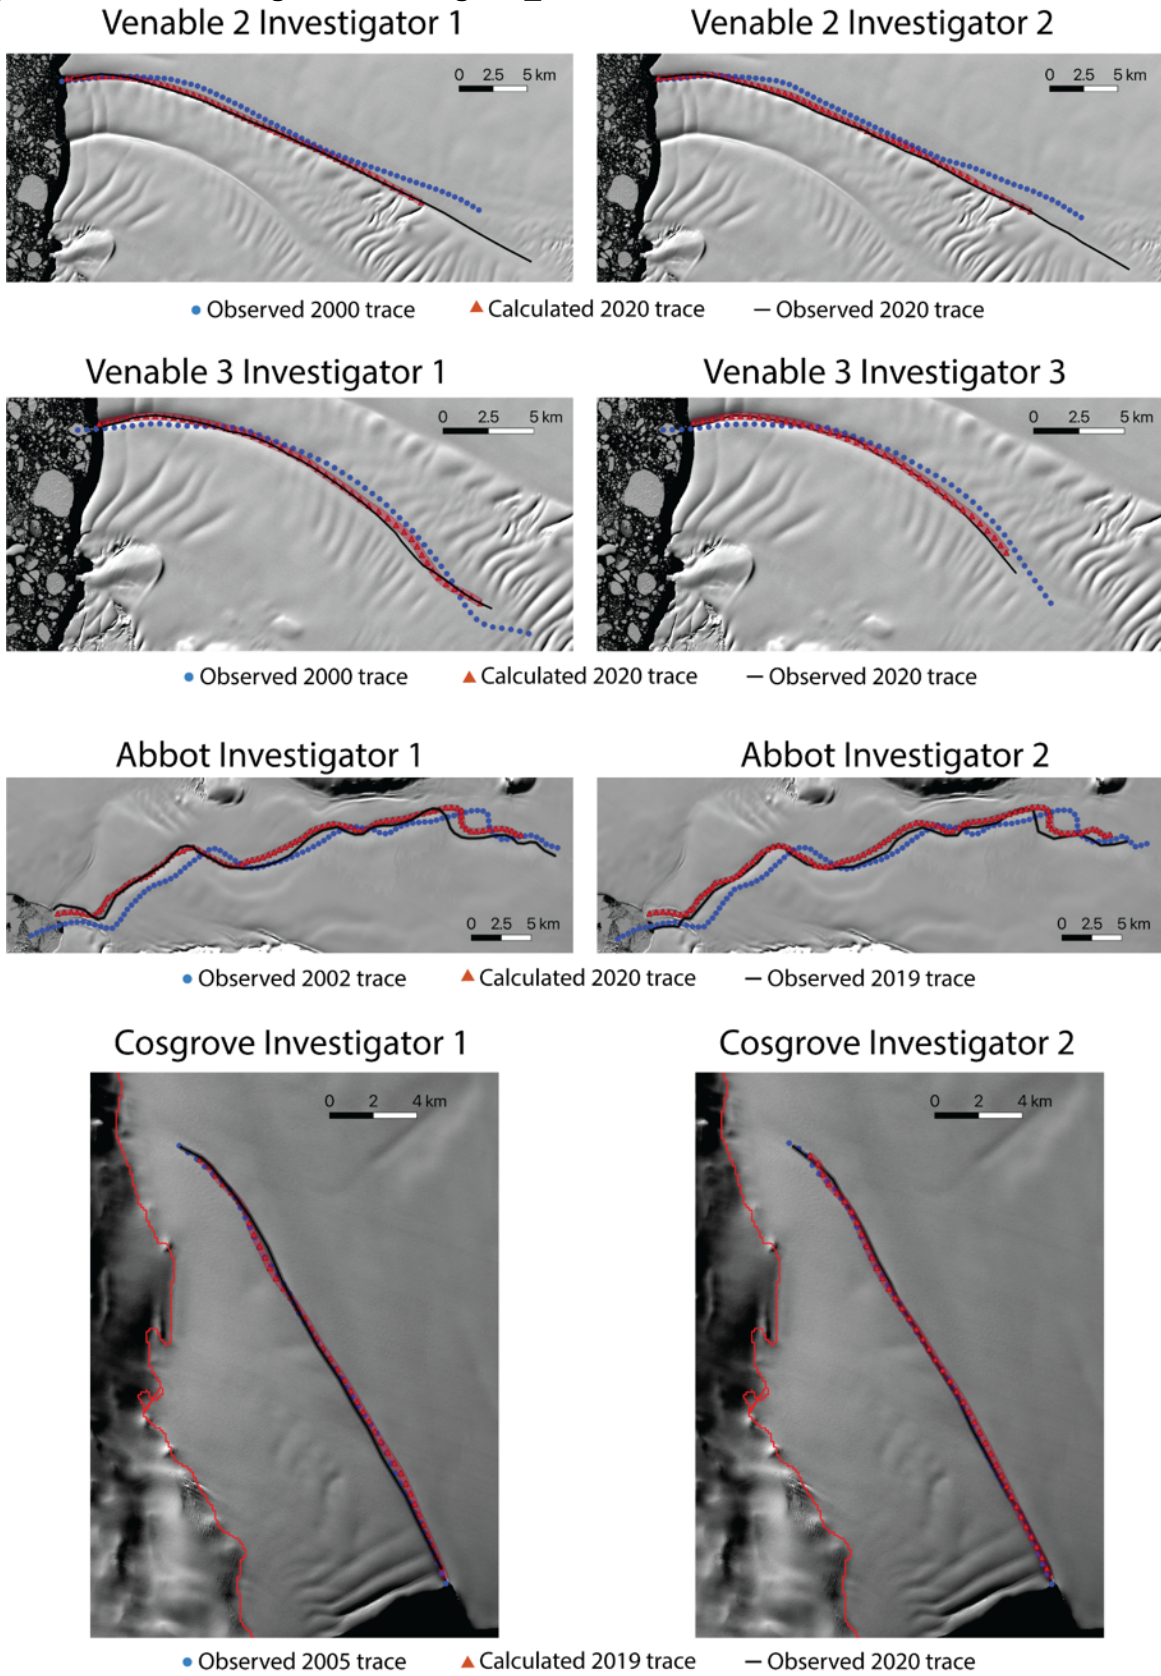 Venable 2 Investigator 1
Venable 2 Investigator 2
0 2.5 5 km
0 2.5 5 km
Observed 2000 trace Calculated 2020 trace Observed 2020 trace
Venable 3 Investigator 1
Venable 3 Investigator 3
0 2.5 5 km
0 2.5 5 km
Observed 2000 trace Calculated 2020 trace Observed 2020 trace
Abbot Investigator 1
Abbot Investigator 2
0 2.5 5 km
0 2.5 5 km
Observed 2002 trace Calculated 2020 trace Observed 2019 trace
Cosgrove Investigator 1
Cosgrove Investigator 2
0 2 4 km
0 2 4 km
Observed 2005 trace Calculated 2019 trace Observed 2020 trace